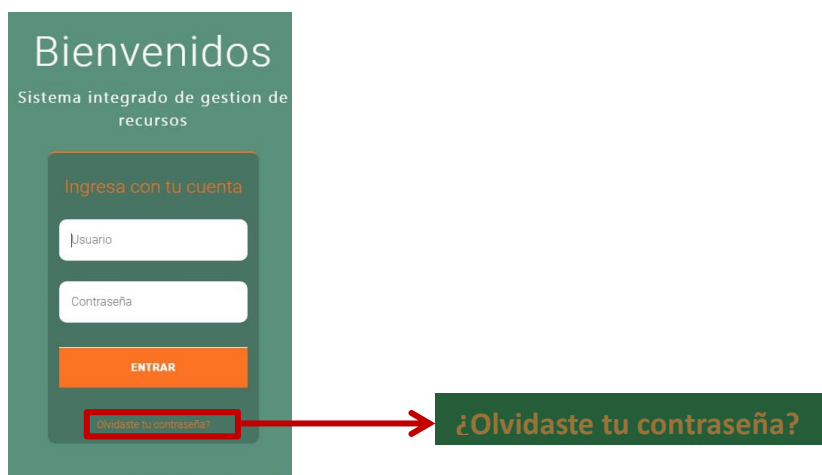 Bienvenidos
Sistema integrado de gestion de
recursos
Ingresa con tu cuenta
Usuario
Contraseña
ENTRAR
Olvidaste tu contraseña?
¿Olvidaste tu contraseña?